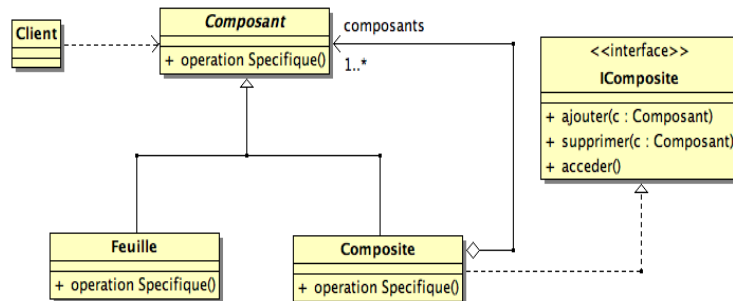 Client
Composant
+ operation Specifique()
composants
1..*
<<interface>>
IComposite
+ ajouter(c : Composant)
+ supprimer(c : Composant)
+ acceder()
Feuille
+ operation Specifique()
Composite
+ operation Specifique()